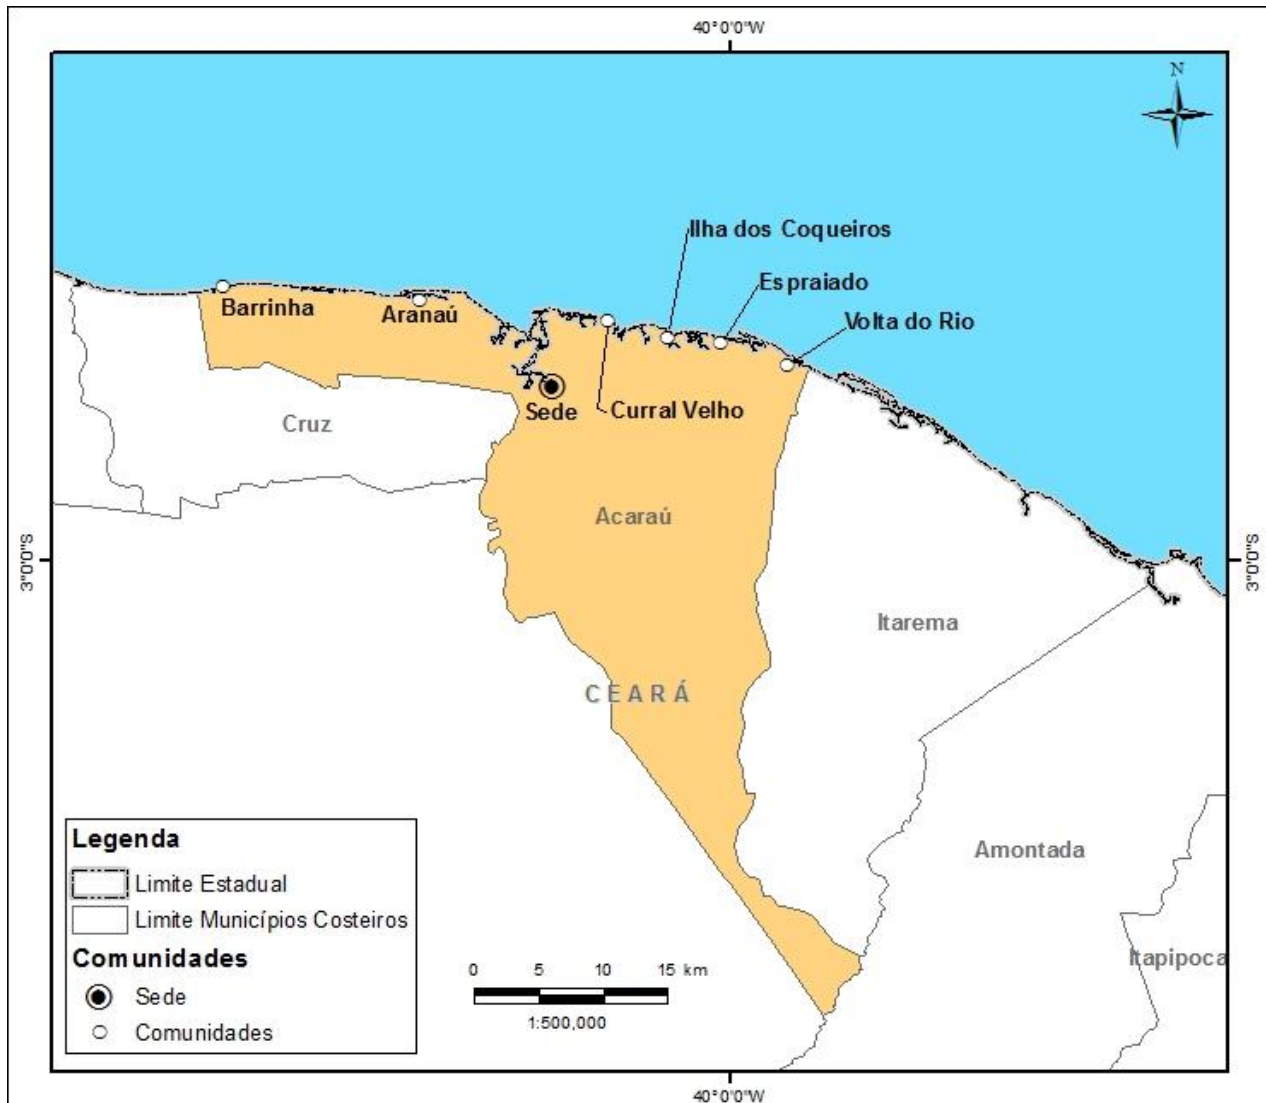 40°0'0"W
N
Ilha dos Coqueiros
Espraiado
Volta do Rio
Barrinha
Aranaú
Sede
Curral Velho
Cruz
Acaraú
3°0'0"S
3°0'0"S
Itarema
CEARÁ
Amontada
Itapipoca
Legenda
Limite Estadual
Limite Municípios Costeiros
Comunidades
Sede
Comunidades
0 5 10 15 km
1:500,000
40°0'0"W